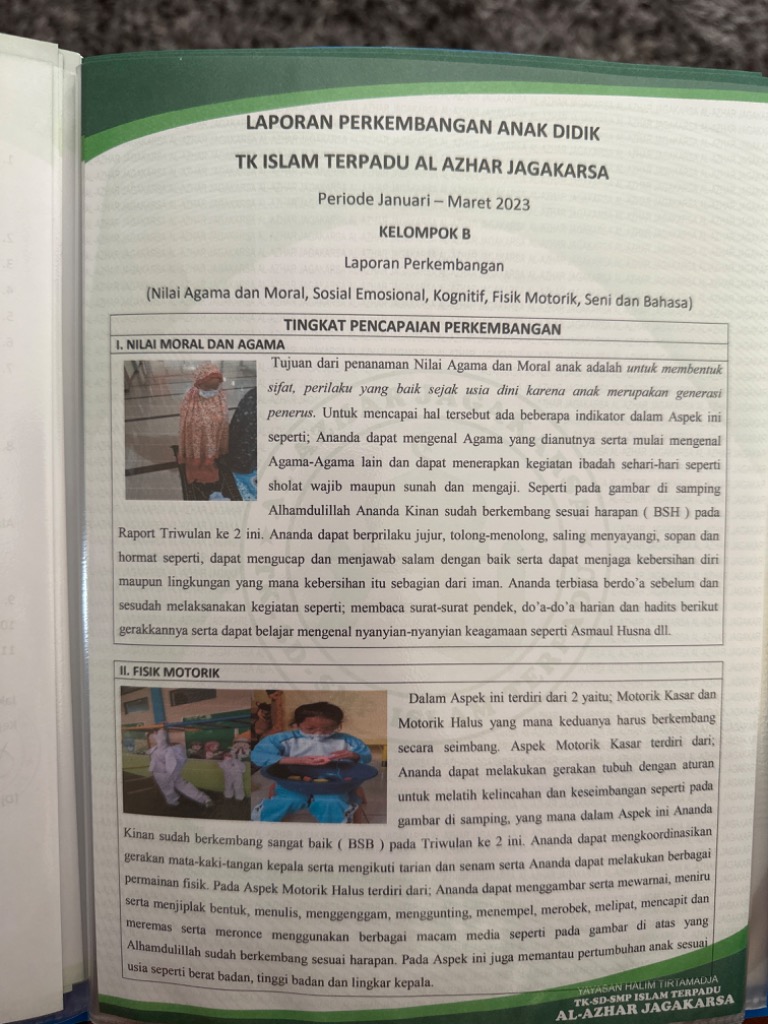 LAPORAN PERKEMBANGAN ANAK DIDIK
TK ISLAM TERPADU AL AZHAR JAGAKARSA
Periode Januari – Maret 2023
KELOMPOK B
Laporan Perkembangan
(Nilai Agama dan Moral, Sosial Emosional, Kognitif, Fisik Motorik, Seni dan Bahasa)
TINGKAT PENCAPAIAN PERKEMBANGAN
I. NILAI MORAL DAN AGAMA
Tujuan dari penanaman Nilai Agama dan Moral anak adalah untuk membentuk
sifat, perilaku yang baik sejak usia dini karena anak merupakan generasi
penerus. Untuk mencapai hal tersebut ada beberapa indikator dalam Aspek ini
seperti; Ananda dapat mengenal Agama yang dianutnya serta mulai mengenal
Agama-Agama lain dan dapat menerapkan kegiatan ibadah sehari-hari seperti
sholat wajib maupun sunah dan mengaji. Seperti pada gambar di samping
Alhamdulillah Ananda Kinan sudah berkembang sesuai harapan ( BSH ) pada
Raport Triwulan ke 2 ini. Ananda dapat berprilaku jujur, tolong-menolong, saling menyayangi, sopan dan
hormat seperti, dapat mengucap dan menjawab salam dengan baik serta dapat menjaga kebersihan diri
maupun lingkungan yang mana kebersihan itu sebagian dari iman. Ananda terbiasa berdo'a sebelum dan
sesudah melaksanakan kegiatan seperti; membaca surat-surat pendek, do'a-do'a harian dan hadits berikut
gerakkannya serta dapat belajar mengenal nyanyian-nyanyian keagamaan seperti Asmaul Husna dll.
II. FISIK MOTORIK
Dalam Aspek ini terdiri dari 2 yaitu; Motorik Kasar dan
Motorik Halus yang mana keduanya harus berkembang
secara seimbang. Aspek Motorik Kasar terdiri dari;
Ananda dapat melakukan gerakan tubuh dengan aturan
untuk melatih kelincahan dan keseimbangan seperti pada
gambar di samping, yang mana dalam Aspek ini Ananda
Kinan sudah berkembang sangat baik ( BSB ) pada Triwulan ke 2 ini. Ananda dapat mengkoordinasikan
gerakan mata-kaki-tangan kepala serta mengikuti tarian dan senam serta Ananda dapat melakukan berbagai
permainan fisik. Pada Aspek Motorik Halus terdiri dari; Ananda dapat menggambar serta mewarnai, meniru
serta menjiplak bentuk, menulis, menggenggam, menggunting, menempel, merobek, melipat, mencapit dan
meremas serta meronce menggunakan berbagai macam media seperti pada gambar di atas yang
Alhamdulillah sudah berkembang sesuai harapan. Pada Aspek ini juga memantau pertumbuhan anak sesuai
usia seperti berat badan, tinggi badan dan lingkar kepala.
YAYASAN HALIM TIRTAMADJA
TK-SD-SMP ISLAM TERPADU
AL-AZHAR JAGAKARSA